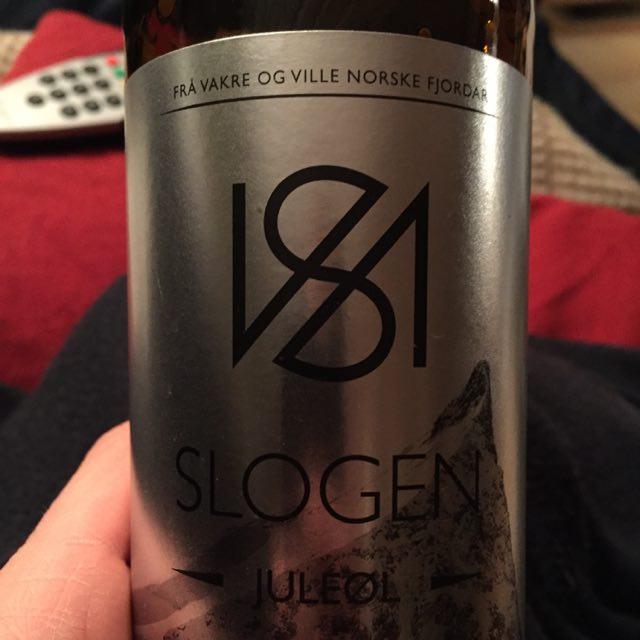 FRÅ VAKRE OG VILLE NORSKE FJORDAR
SLOGEN
JULEØL